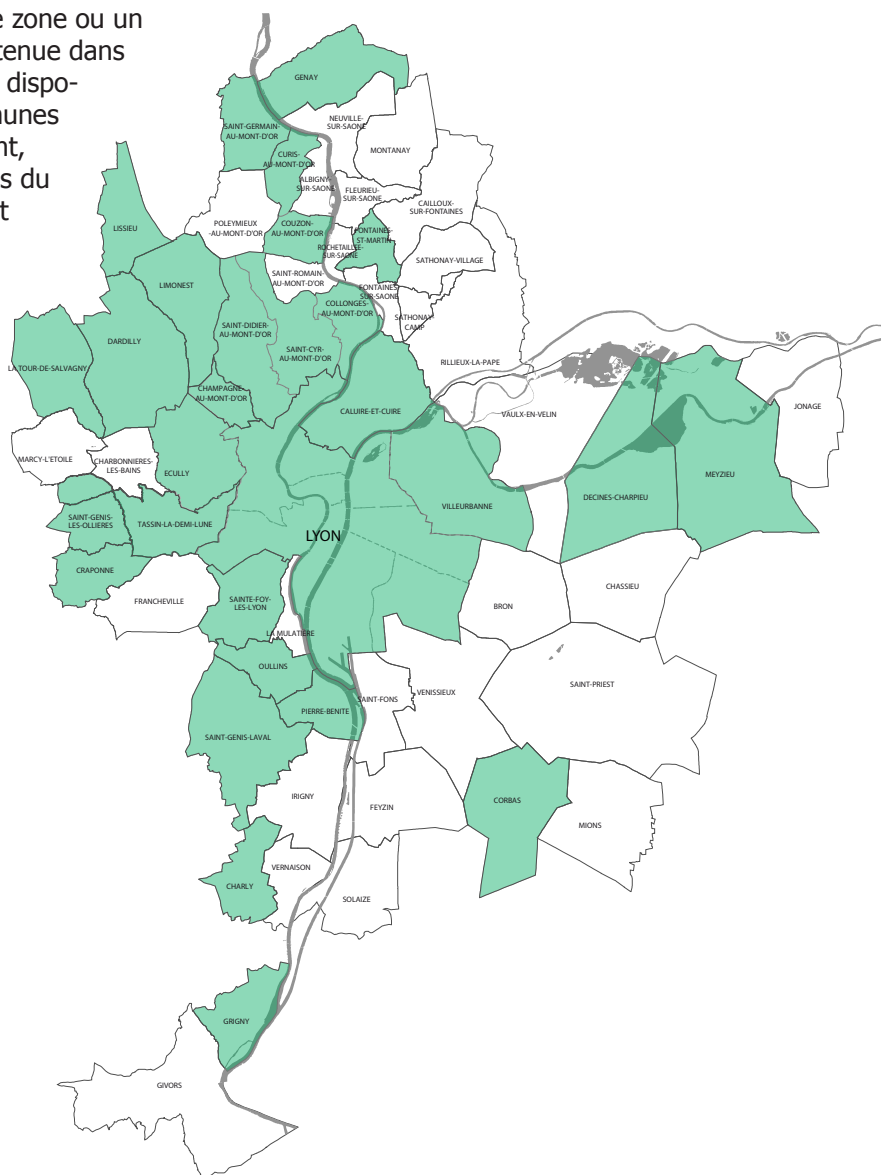 e zone ou un
tenue dans
dispo-
nunes
nt,
s du
t
GENAY
NEUVILLE-
SUR-SAONE
SAINT-GERMAIN-
AU-MONT-D'OR
MONTANAY
CURIS-
AU-MONT-D'OR
ALBIGNY-
SUR-SAONE
FLEURIEU-
SUR-SAONE
CAILLOUX-
SUR-FONTAINES
LISSIEU
POLEYMIEUX
-AU-MONT-D'OR
COUZON-
AU-MONT-D'OR
FONTAINES-
ST-MARTIN
ROCHETAILLEE-
SUR-SAONE
SATHONAY-VILLAGE
SAINT-ROMAIN-
AU-MONT-D'OR
LIMONEST
FONTAINES-
SUR-SAONE
COLLONGES-
AU-MONT-D'OR
SATHONAY-
CAMP
SAINT-DIDIER-
AU-MONT-D'OR
DARDILLY
SAINT-CYR-
AU-MONT-D'OR
RILLIEUX-LA-PAPE
LA TOUR-DE-SALVAGNY
CHAMPAGNE-
AU-MONT-D'OR
CALUIRE-ET-CUIRE
VAULX-EN-VELIN
JONAGE
MARCY-L'ETOILE
CHARBONNIERES-
LES-BAINS
ECULLY
MEYZIEU
DECINES-CHARPIEU
VILLEURBANNE
SAINT-GENIS-
LES-OLLIERES
TASSIN-LA-DEMI-LUNE
LYON
CRAPONNE
CHASSIEU
FRANCHEVILLE
SAINTE-FOY-
LES-LYON
BRON
LA MULATIERE
OULLINS
SAINT-PRIEST
VENISSIEUX
SAINT-FONS
PIERRE-BENITE
SAINT-GENIS-LAVAL
IRIGNY
FEYZIN
CORBAS
MIONS
VERNAISON
CHARLY
SOLAIZE
GRIGNY
GIVORS